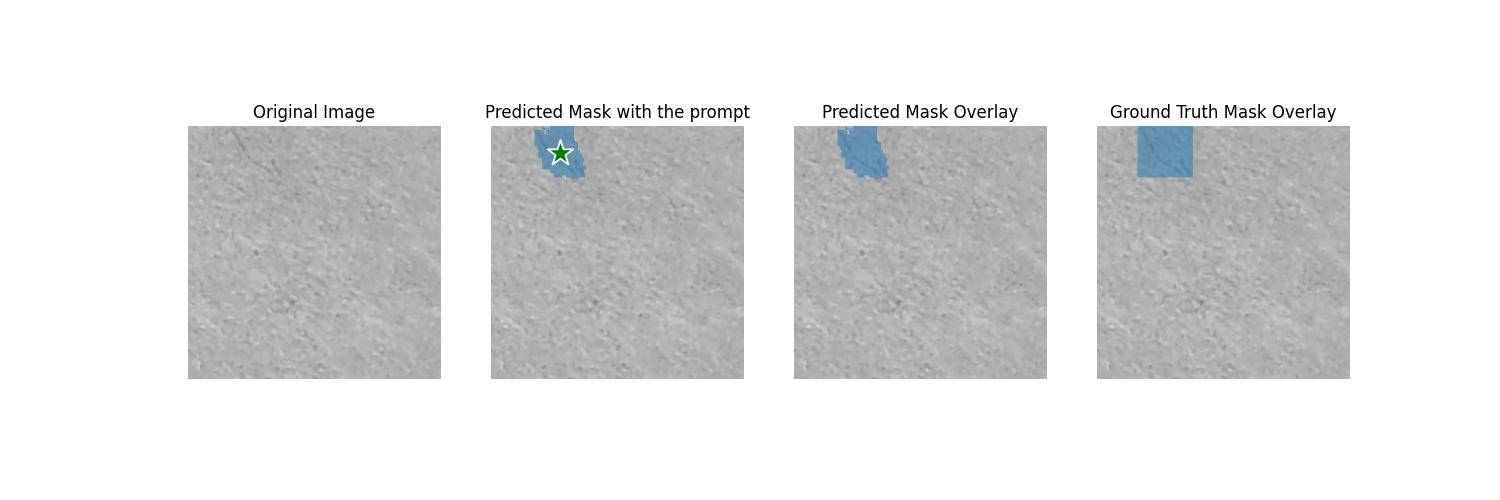 Original Image
Predicted Mask with the prompt
Predicted Mask Overlay
Ground Truth Mask Overlay